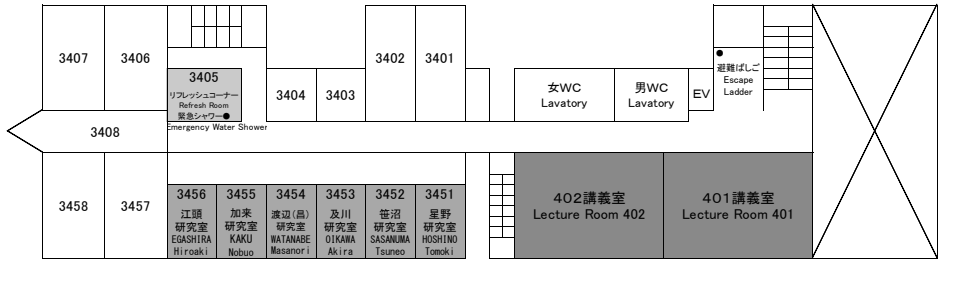 3407
3406
3405
リフレッシュコーナー
Refresh Room
緊急シャワー●
Emergency Water Shower
3404
3403
3402
3401
女WC
Lavatory
男WC
Lavatory
EV
避難ばしご
Escape
Ladder
3408
3458
3457
3456
江頭
研究室
EGASHIRA
Hiroaki
3455
加来
研究室
KAKU
Nobuo
3454
渡辺(昌)
研究室
WATANABE
Masanori
3453
及川
研究室
OIKAWA
Akira
3452
笹沼
研究室
SASANUMA
Tsuneo
3451
星野
研究室
HOSHINO
Tomoki
402講義室
Lecture Room 402
401講義室
Lecture Room 401